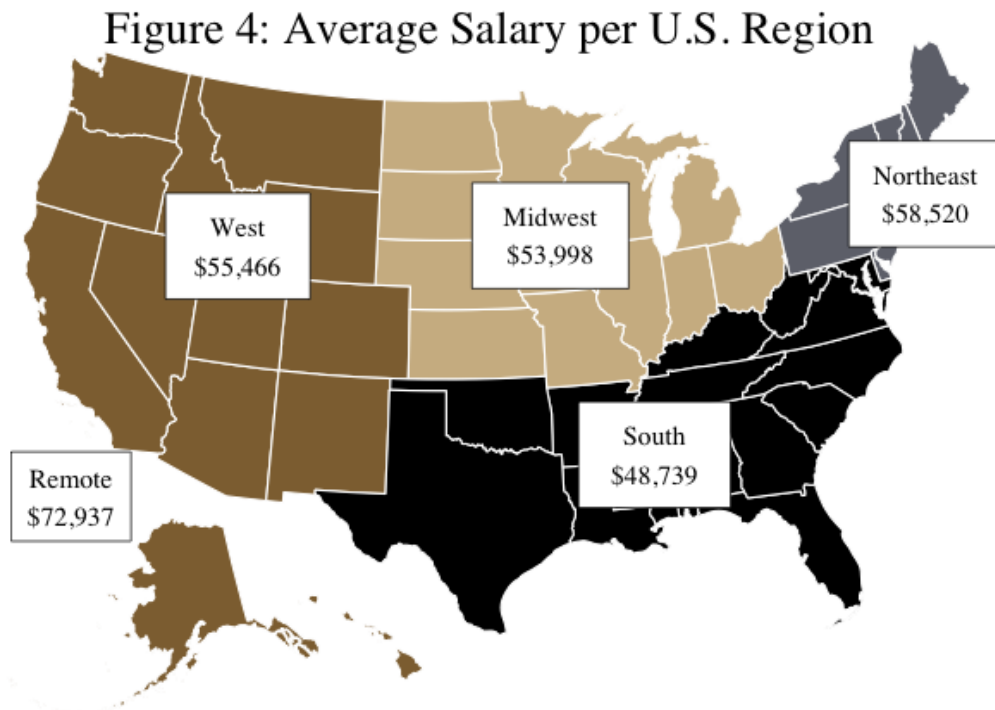 Figure 4: Average Salary per U.S. Region
Northeast
$58,520
West
$55,466
Midwest
$53,998
South
$48,739
Remote
$72,937